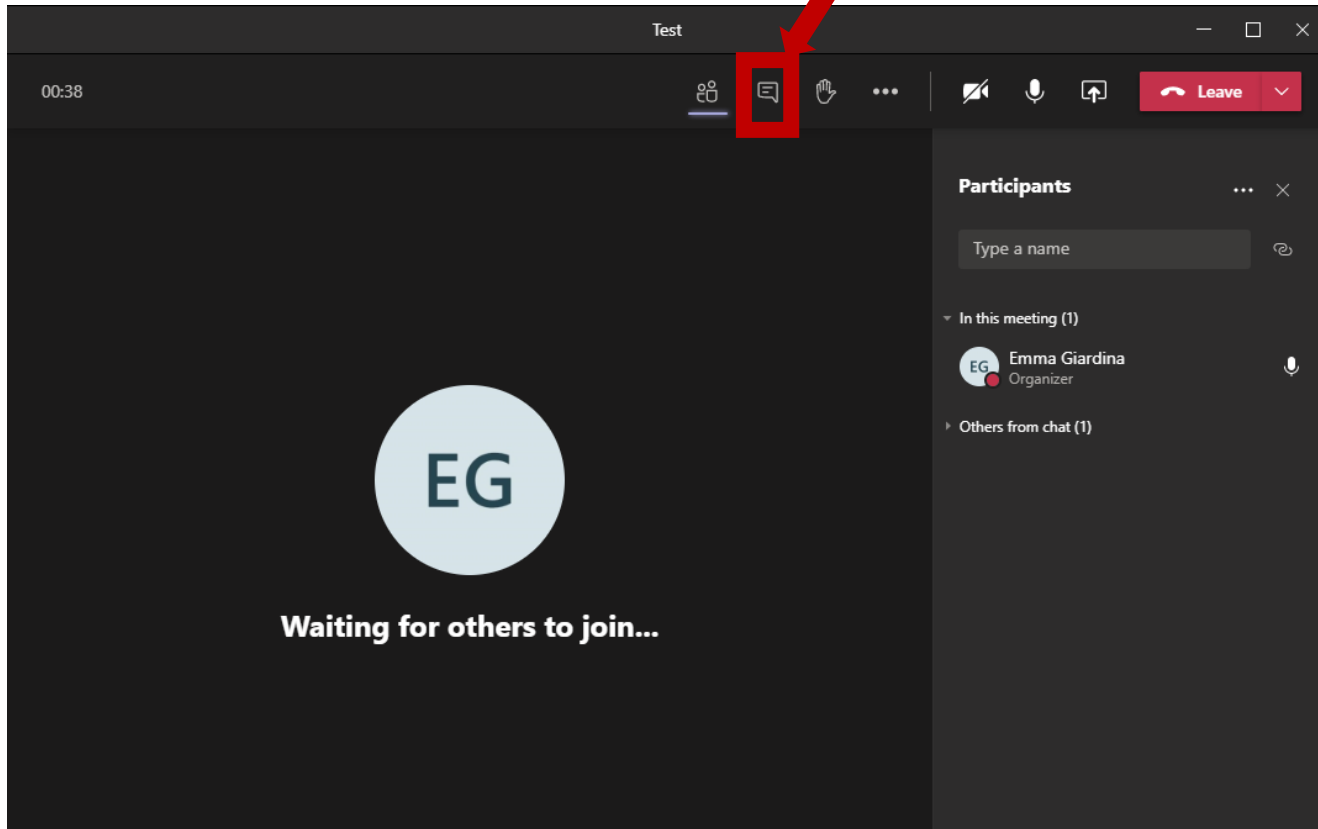 Test
00:38
Leave
Participants
Type a name
In this meeting (1)
EG
Emma Giardina
Organizer
Others from chat (1)
EG
Waiting for others to join...